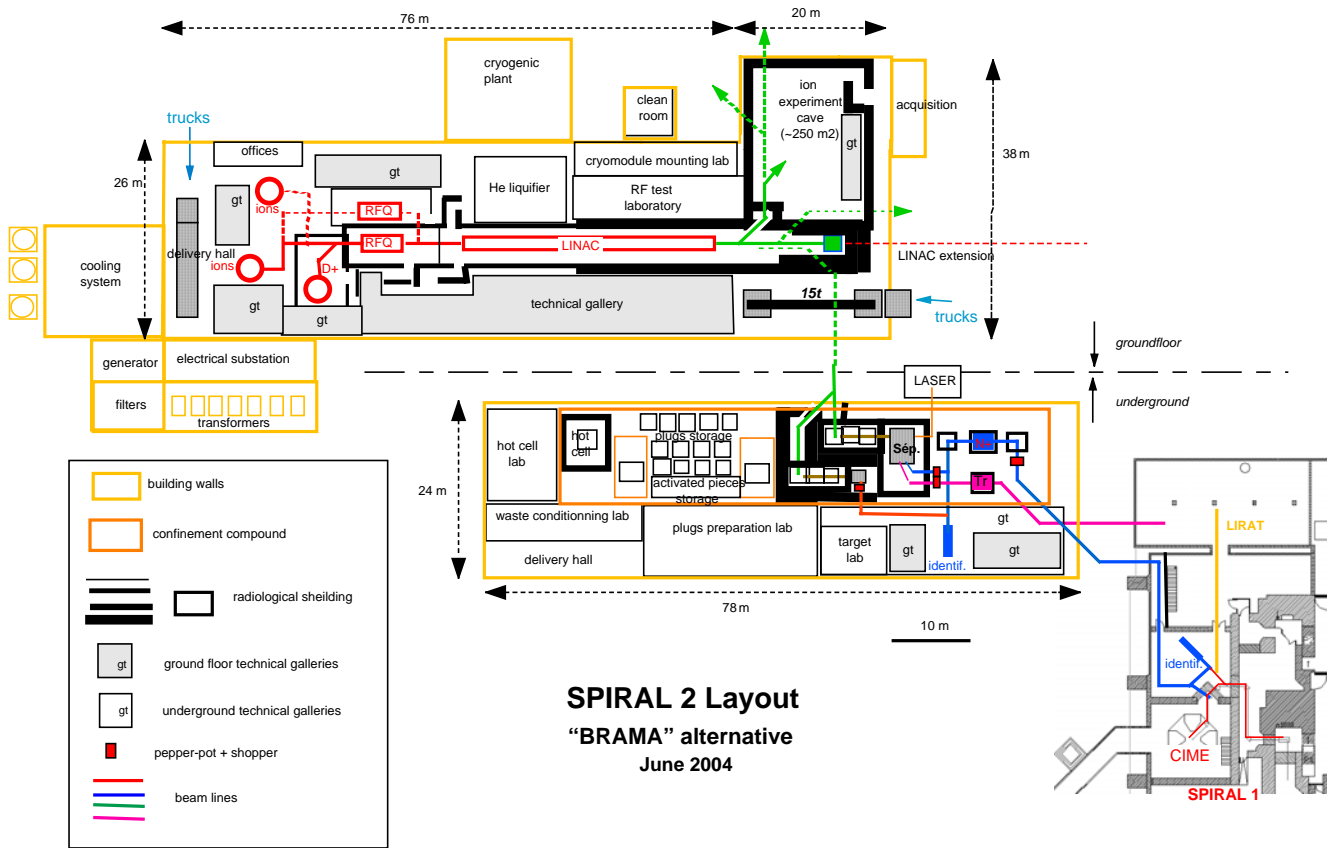 76 m
20 m
cryogenic
plant
clean
room
ion
experiment
cave
(~250 m2)
gt
acquisition
trucks
offices
gt
cryomodule mounting lab
38 m
26 m
gt
ions
He liquifier
RF test
laboratory
RFQ
delivery hall
RFQ
LINAC
LINAC extension
ions
D+
cooling
system
gt
gt
technical gallery
15t
trucks
generator
electrical substation
groundfloor
filters
transformers
LASER
underground
hot cell
lab
hot
cell
plugs storage
Sép.
N+
24 m
activated pieces
storage
Tr
building walls
waste conditionning lab
plugs preparation lab
gt
LIRAT
confinement compound
target
lab
gt
gt
delivery hall
identif.
78 m
radiological sheilding
10 m
gt
ground floor technical galleries
identif.
gt
underground technical galleries
SPIRAL 2 Layout
“BRAMA” alternative
June 2004
pepper-pot + shopper
CIME
beam lines
SPIRAL 1